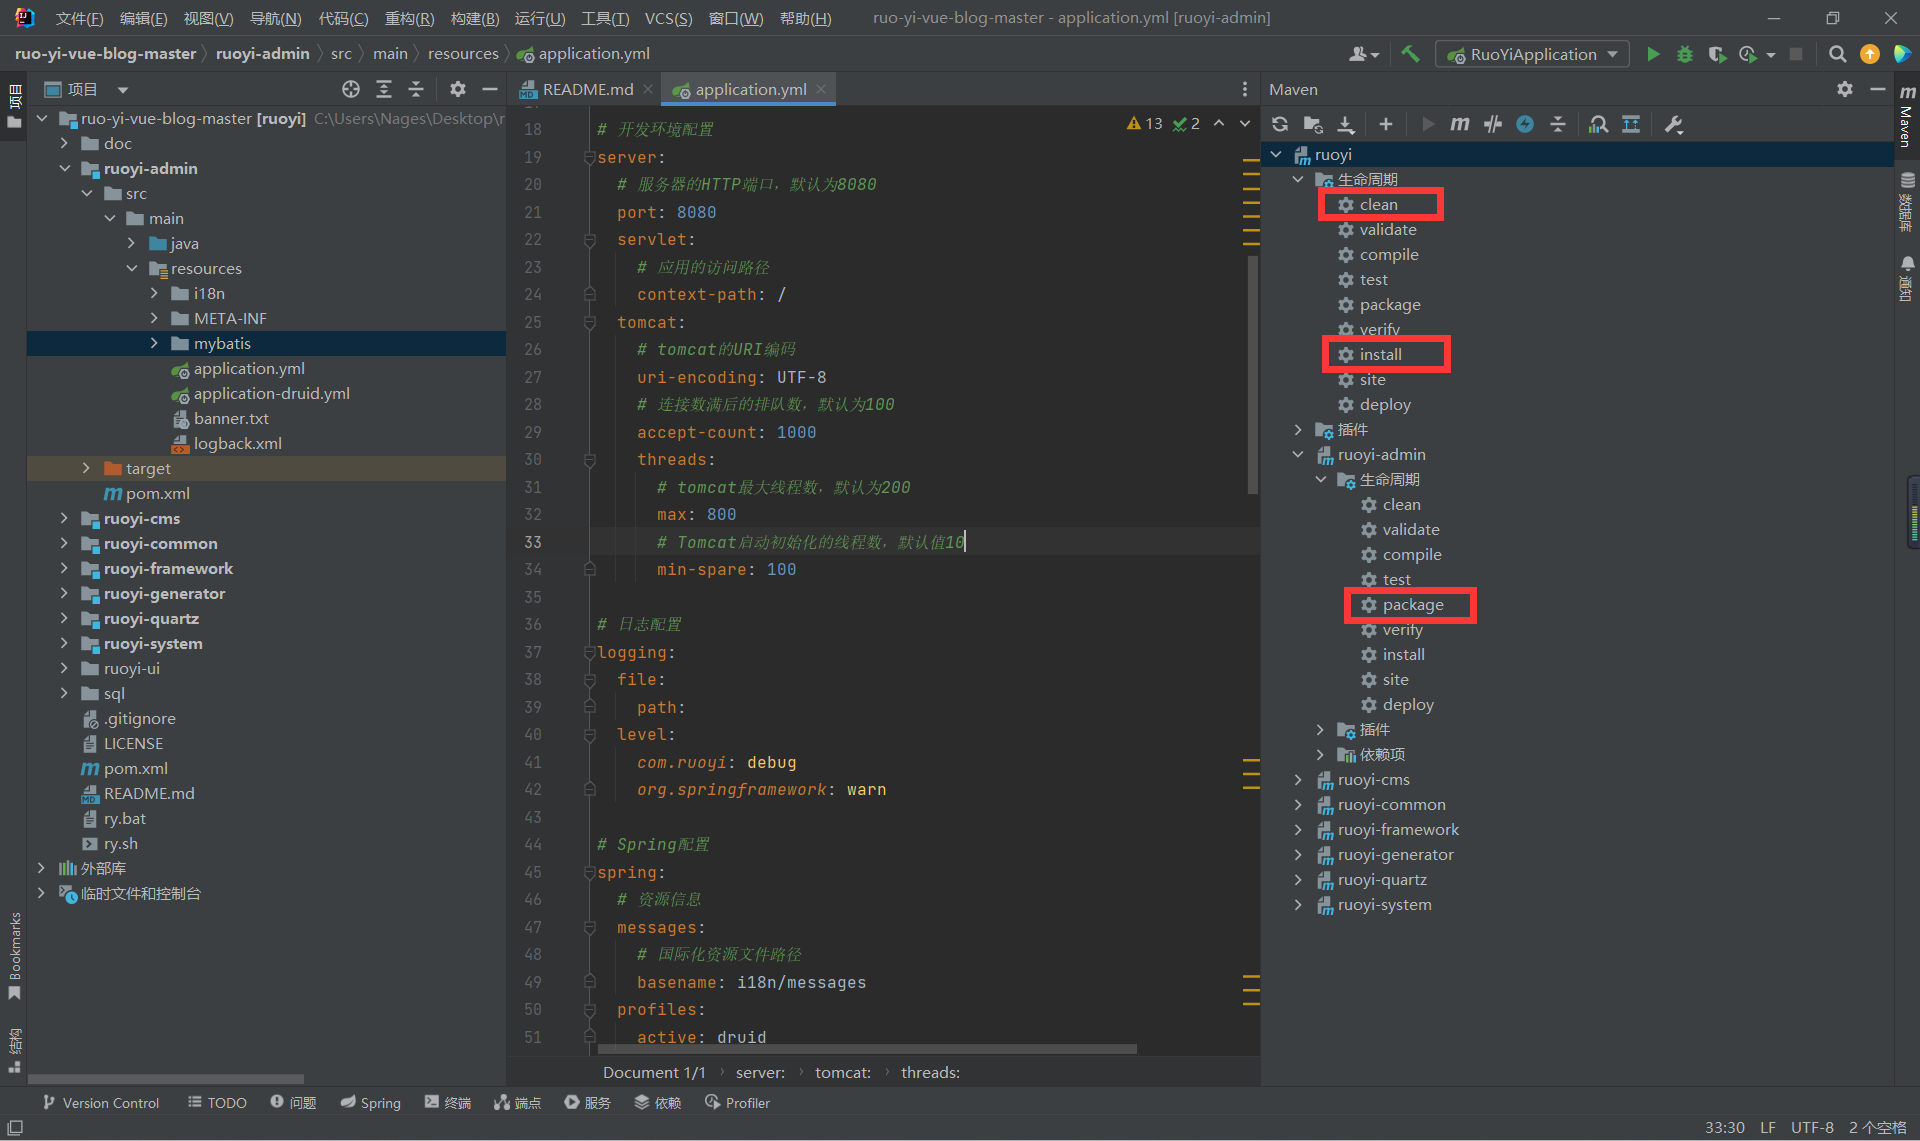 文件(F) 编辑(E) 视图(V) 导航(N) 代码(C) 重构(R) 构建(B) 运行(U) 工具(T) VCS(S) 窗口(W) 帮助(H) ruo-yi-vue-blog-master - application.yml [ruoyi-admin]
ruo-yi-vue-blog-master ruoyi-admin src main resources application.yml RuoYiApplication
项目
项目
ruo-yi-vue-blog-master [ruoyi] C:\Users\Nages\Desktop\r
doc
ruoyi-admin
src
main
java
resources
i18n
META-INF
mybatis
application.yml
application-druid.yml
banner.txt
logback.xml
target
pom.xml
ruoyi-cms
ruoyi-common
ruoyi-framework
ruoyi-generator
ruoyi-quartz
ruoyi-system
ruoyi-ui
sql
.gitignore
LICENSE
pom.xml
README.md
ry.bat
ry.sh
外部库
临时文件和控制台
Bookmarks
结构
README.md application.yml
13 2
18 # 开发环境配置
19 server:
20 # 服务器的HTTP端口，默认为8080
21 port: 8080
22 servlet:
23 # 应用的访问路径
24 context-path: /
25 tomcat:
26 # tomcat的URI编码
27 uri-encoding: UTF-8
28 # 连接数满后的排队数，默认为100
29 accept-count: 1000
30 threads:
31 # tomcat最大线程数，默认为200
32 max: 800
33 # Tomcat启动初始化的线程数，默认值10
34 min-spare: 100
35
36 # 日志配置
37 logging:
38 file:
39 path:
40 level:
41 com.ruoyi: debug
42 org.springframework: warn
43
44 # Spring配置
45 spring:
46 # 资源信息
47 messages:
48 # 国际化资源文件路径
49 basename: i18n/messages
50 profiles:
51 active: druid
Document 1/1 server: tomcat: threads:
Maven
ruoyi
生命周期
clean
validate
compile
test
package
verify
install
site
deploy
插件
ruoyi-admin
生命周期
clean
validate
compile
test
package
verify
install
site
deploy
插件
依赖项
ruoyi-cms
ruoyi-common
ruoyi-framework
ruoyi-generator
ruoyi-quartz
ruoyi-system
Maven
数据库
通知
Version Control TODO 问题 Spring 终端 端点 服务 依赖 Profiler
33:30 LF UTF-8 2 个空格